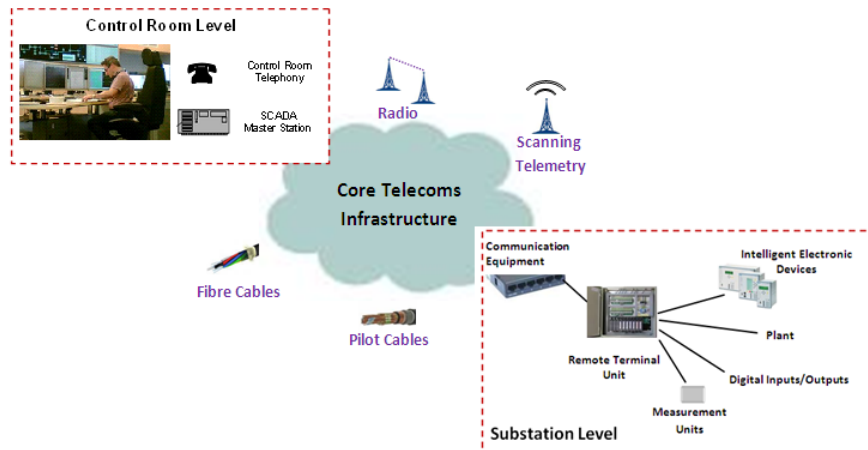 Control Room Level
Control Room
Telephony
SCADA
Master Station
Radio
Scanning
Telemetry
Core Telecoms
Infrastructure
Fibre Cables
Pilot Cables
Communication
Equipment
Intelligent Electronic
Devices
Plant
Remote Terminal
Unit
Digital Inputs/Outputs
Measurement
Units
Substation Level